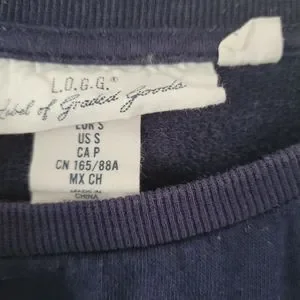 L.O.G.G.®
Label of Graded Goods
EUR S
US S
CA P
CN 165/88A
MX CH
MADE IN
CHINA